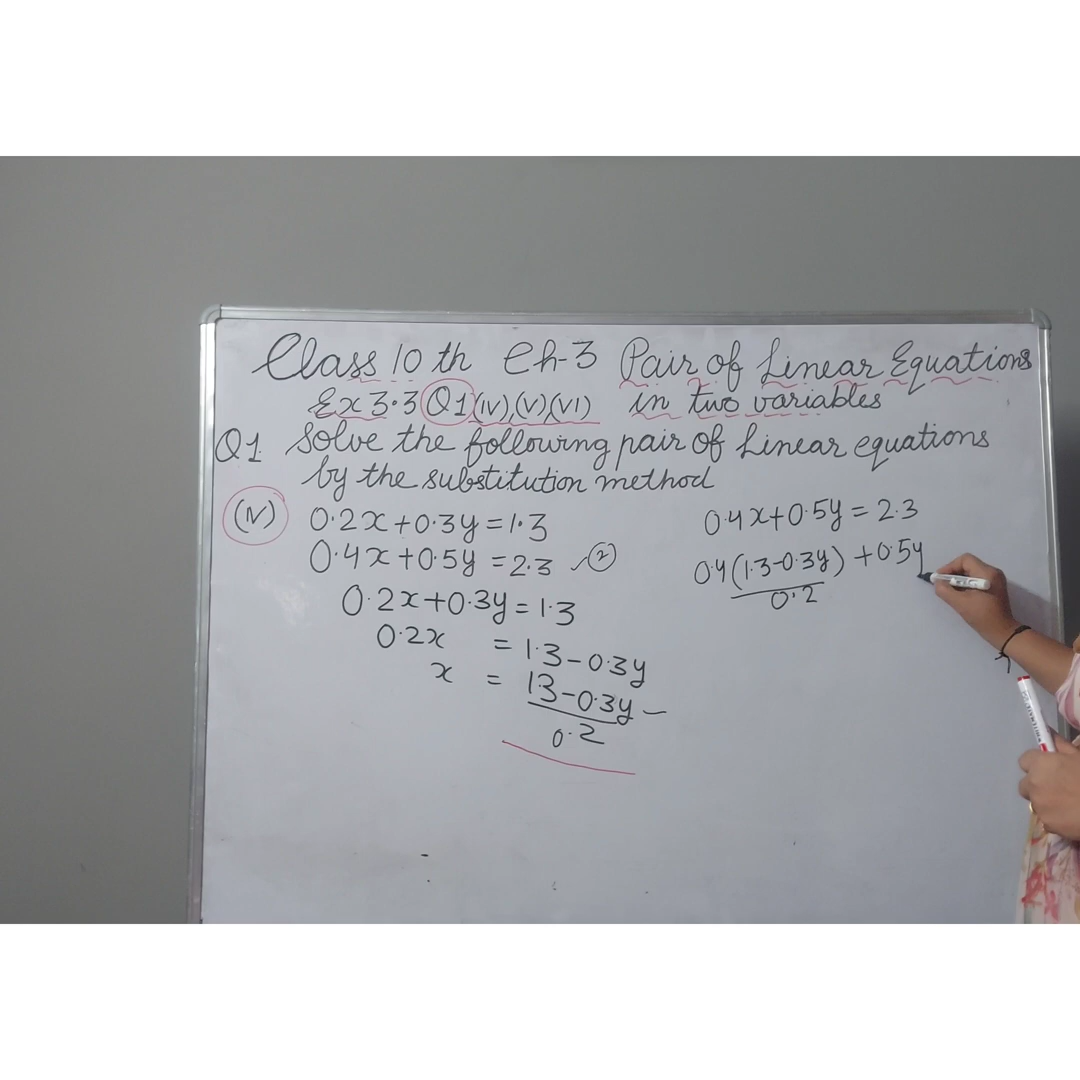 Class 10 th Ch-3 Pair of Linear Equations
Ex 3.3 Q1 (IV),(V),(VI) in two variables
Q1. Solve the following pair of Linear equations
by the substitution method
(IV) 0.2x+0.3y=1.3
0.4x+0.5y=2.3 ②
0.2x+0.3y=1.3
0.2x = 1.3-0.3y
x = 13-0.3y
0.2
0.4x+0.5y=2.3
0.4(1.3-0.3y)+0.5y
0.2